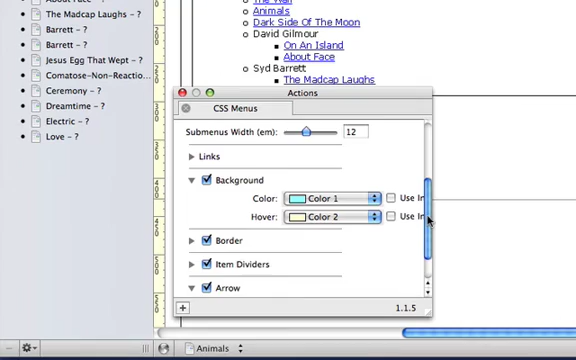 About Face – ?
The Madcap Laughs – ?
Barrett – ?
Barrett – ?
Jesus Egg That Wept – ?
Comatose-Non-Reactio...
Ceremony – ?
Dreamtime – ?
Electric – ?
Love – ?
The Wall
Animals
Dark Side Of The Moon
David Gilmour
On An Island
About Face
Syd Barrett
The Madcap Laughs
Actions
CSS Menus
Submenus Width (em): 12
Links
Background
Color: Color 1 Use In
Hover: Color 2 Use In
Border
Item Dividers
Arrow
1.1.5
Animals